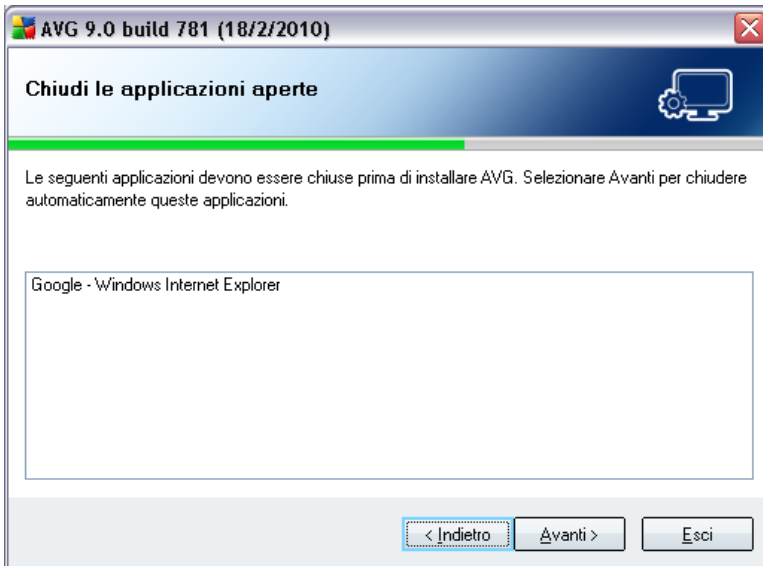 AVG 9.0 build 781 (18/2/2010)
Chiudi le applicazioni aperte
Le seguenti applicazioni devono essere chiuse prima di installare AVG. Selezionare Avanti per chiudere
automaticamente queste applicazioni.
Google - Windows Internet Explorer
< Indietro
Avanti >
Esci